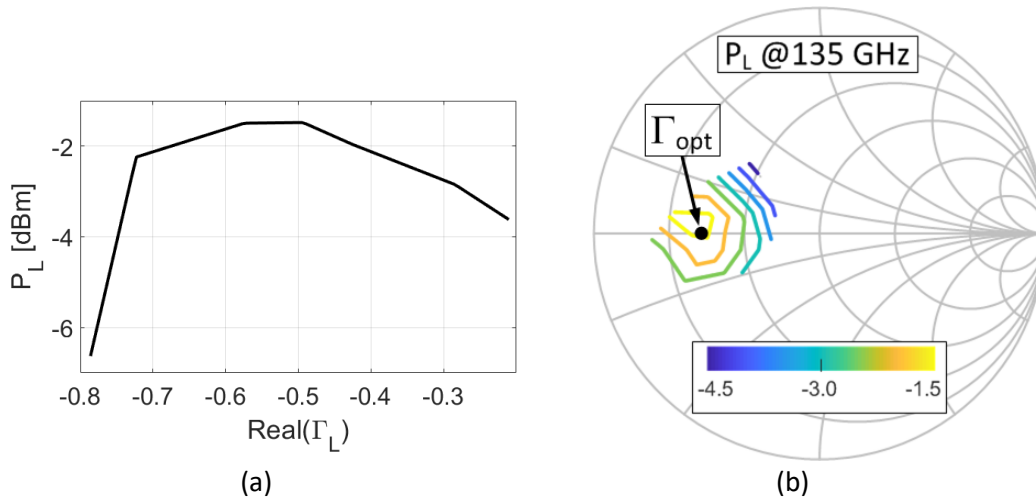 -2
-4
-6
P_L [dBm]
-0.8 -0.7 -0.6 -0.5 -0.4 -0.3
Real(Γ_L)
(a)
P_L @135 GHz
Γ_opt
-4.5 -3.0 -1.5
(b)